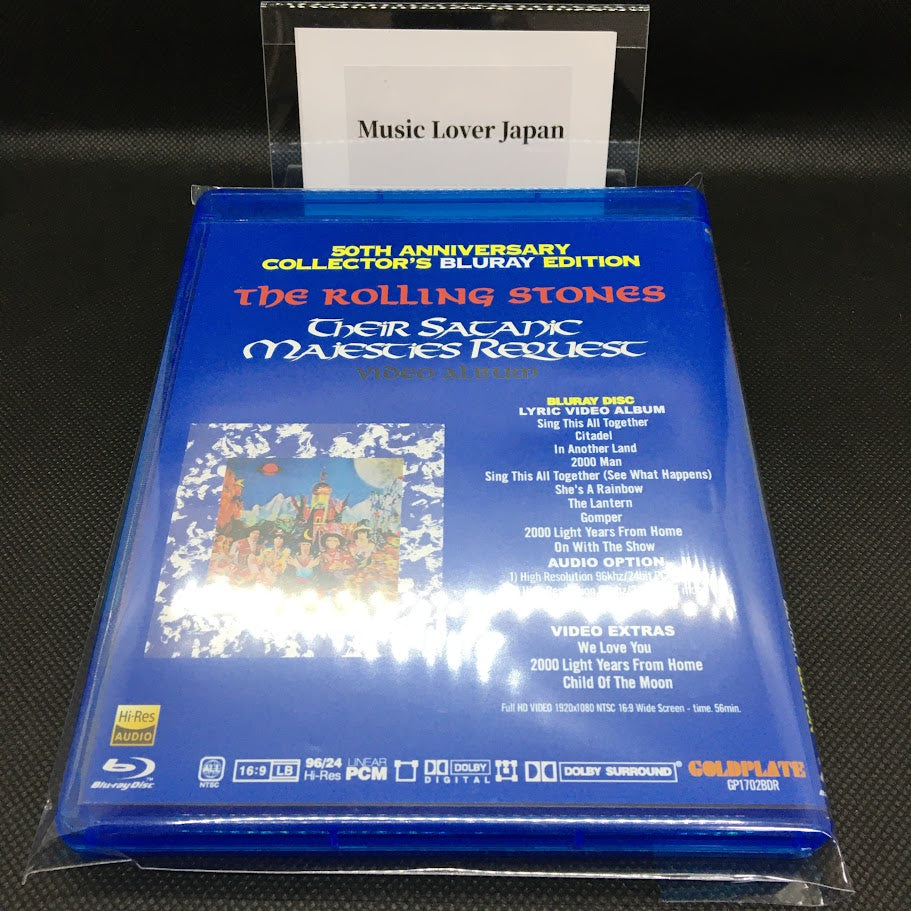 Music Lover Japan
50TH ANNIVERSARY
COLLECTOR'S BLURAY EDITION
The Rolling Stones
Their Satanic
Majesties Request
VIDEO ALBUM
BLURAY DISC
LYRIC VIDEO ALBUM
Sing This All Together
Citadel
In Another Land
2000 Man
Sing This All Together (See What Happens)
She's A Rainbow
The Lantern
Gomper
2000 Light Years From Home
On With The Show
AUDIO OPTION
1) High Resolution 96khz/24bit
VIDEO EXTRAS
We Love You
2000 Light Years From Home
Child Of The Moon
Full HD VIDEO 1920x1080 NTSC 16:9 Wide Screen - time. 56min.
Hi-Res
AUDIO
Blu-ray Disc™
ALL
NTSC
16:9 LB
96/24
Hi-Res
LINEAR
PCM
DOLBY
DIGITAL
DOLBY SURROUND
GOLDPLATE
GP1702BDR